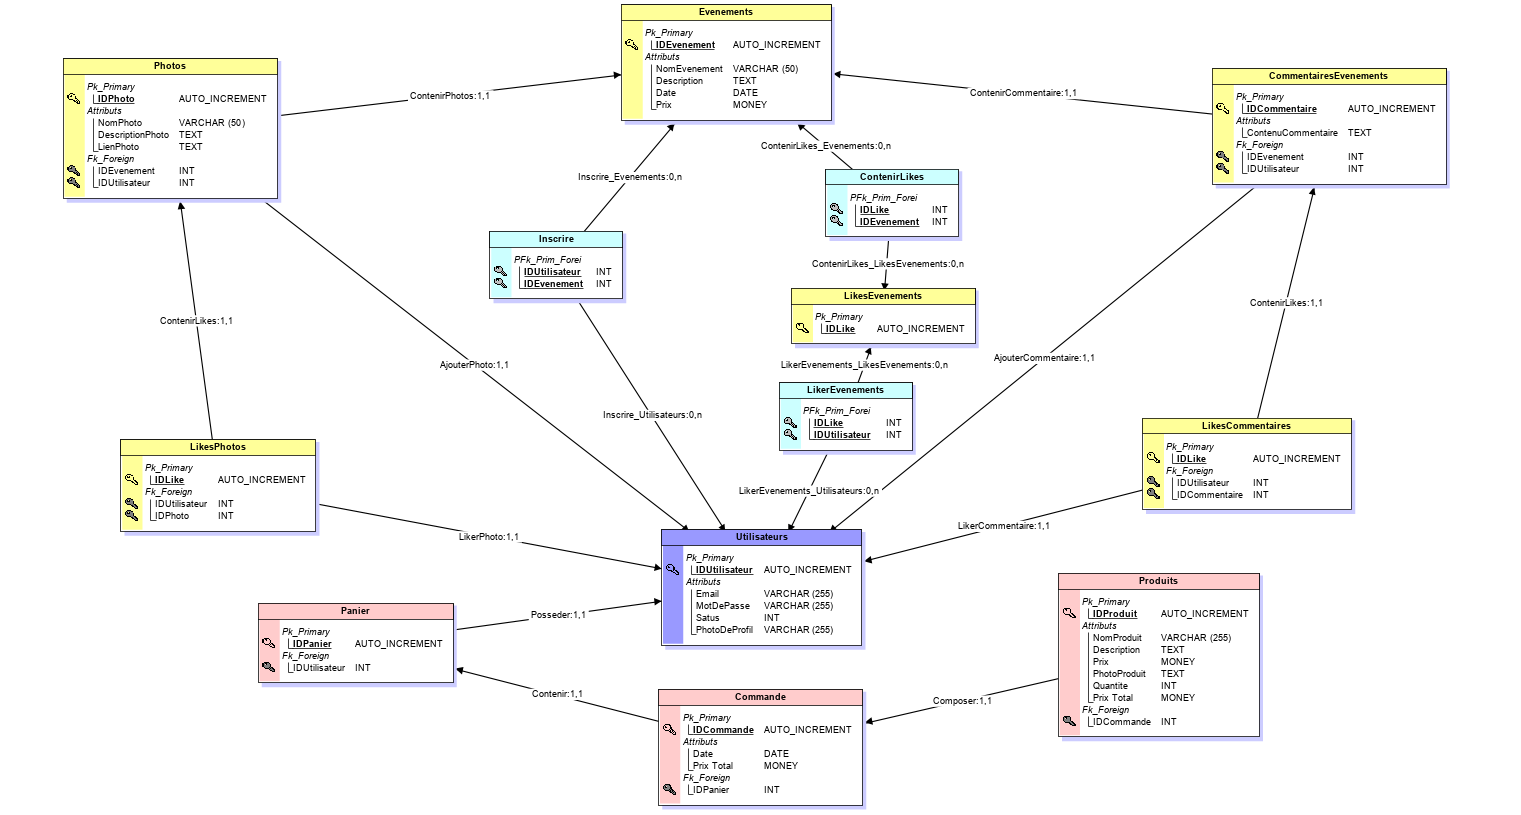 Evenements
Pk_Primary
IDEvenement AUTO_INCREMENT
Attributs
NomEvenement VARCHAR (50)
Description TEXT
Date DATE
Prix MONEY
Photos
Pk_Primary
IDPhoto AUTO_INCREMENT
Attributs
NomPhoto VARCHAR (50)
DescriptionPhoto TEXT
LienPhoto TEXT
Fk_Foreign
IDEvenement INT
IDUtilisateur INT
ContenirPhotos:1,1
ContenirCommentaire:1,1
CommentairesEvenements
Pk_Primary
IDCommentaire AUTO_INCREMENT
Attributs
ContenuCommentaire TEXT
Fk_Foreign
IDEvenement INT
IDUtilisateur INT
Inscrire_Evenements:0,n
ContenirLikes_Evenements:0,n
ContenirLikes
PFk_Prim_Forei
IDLike INT
IDEvenement INT
Inscrire
PFk_Prim_Forei
IDUtilisateur INT
IDEvenement INT
ContenirLikes_LikesEvenements:0,n
LikesEvenements
Pk_Primary
IDLike AUTO_INCREMENT
ContenirLikes:1,1
ContenirLikes:1,1
AjouterPhoto:1,1
LikerEvenements_LikesEvenements:0,n
AjouterCommentaire:1,1
LikerEvenements
PFk_Prim_Forei
IDLike INT
IDUtilisateur INT
Inscrire_Utilisateurs:0,n
LikesPhotos
Pk_Primary
IDLike AUTO_INCREMENT
Fk_Foreign
IDUtilisateur INT
IDPhoto INT
LikesCommentaires
Pk_Primary
IDLike AUTO_INCREMENT
Fk_Foreign
IDUtilisateur INT
IDCommentaire INT
LikerEvenements_Utilisateurs:0,n
LikerPhoto:1,1
LikerCommentaire:1,1
Utilisateurs
Pk_Primary
IDUtilisateur AUTO_INCREMENT
Attributs
Email VARCHAR (255)
MotDePasse VARCHAR (255)
Satus INT
PhotoDeProfil VARCHAR (255)
Produits
Pk_Primary
IDProduit AUTO_INCREMENT
Attributs
NomProduit VARCHAR (255)
Description TEXT
Prix MONEY
PhotoProduit TEXT
Quantite INT
Prix Total MONEY
Fk_Foreign
IDCommande INT
Panier
Pk_Primary
IDPanier AUTO_INCREMENT
Fk_Foreign
IDUtilisateur INT
Posseder:1,1
Contenir:1,1
Composer:1,1
Commande
Pk_Primary
IDCommande AUTO_INCREMENT
Attributs
Date DATE
Prix Total MONEY
Fk_Foreign
IDPanier INT